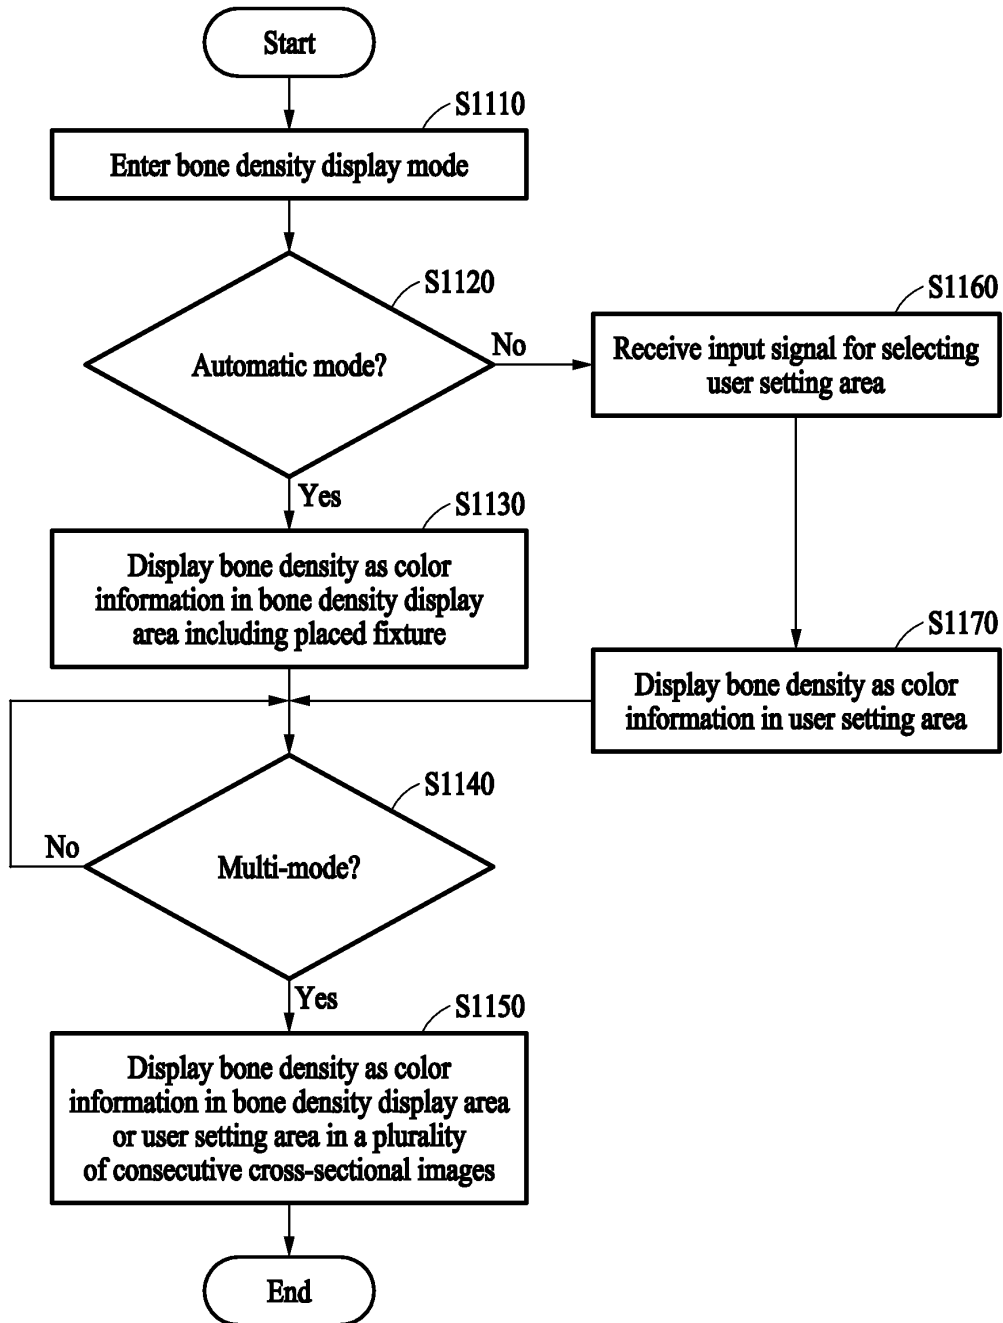 Start
S1110
Enter bone density display mode
S1120
Automatic mode?
No
S1160
Receive input signal for selecting
user setting area
Yes
S1130
Display bone density as color
information in bone density display
area including placed fixture
S1170
Display bone density as color
information in user setting area
S1140
Multi-mode?
No
Yes
S1150
Display bone density as color
information in bone density display area
or user setting area in a plurality
of consecutive cross-sectional images
End